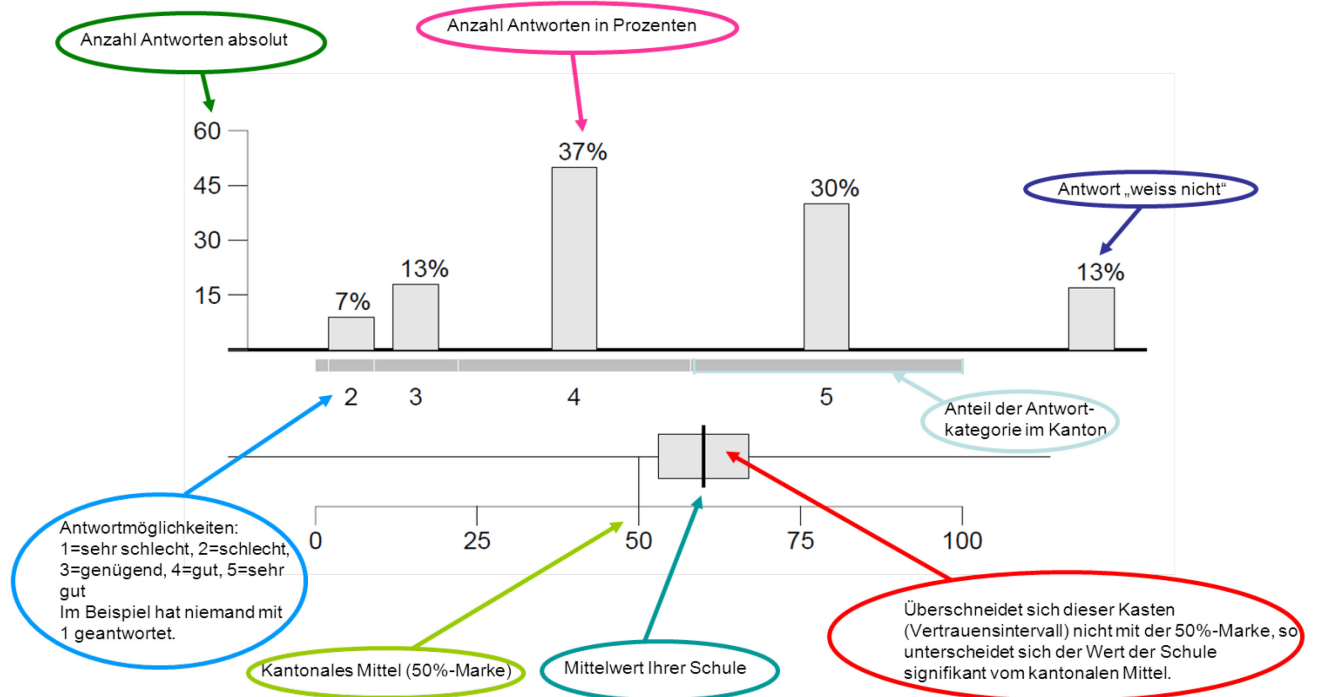 Anzahl Antworten absolut
Anzahl Antworten in Prozenten
60
45
30
15
7%
13%
37%
30%
13%
Antwort „weiss nicht“
2
3
4
5
Anteil der Antwort-
kategorie im Kanton
0
25
50
75
100
Antwortmöglichkeiten:
1=sehr schlecht, 2=schlecht,
3=genügend, 4=gut, 5=sehr
gut
Im Beispiel hat niemand mit
1 geantwortet.
Kantonales Mittel (50%-Marke)
Mittelwert Ihrer Schule
Überschneidet sich dieser Kasten
(Vertrauensintervall) nicht mit der 50%-Marke, so
unterscheidet sich der Wert der Schule
signifikant vom kantonalen Mittel.